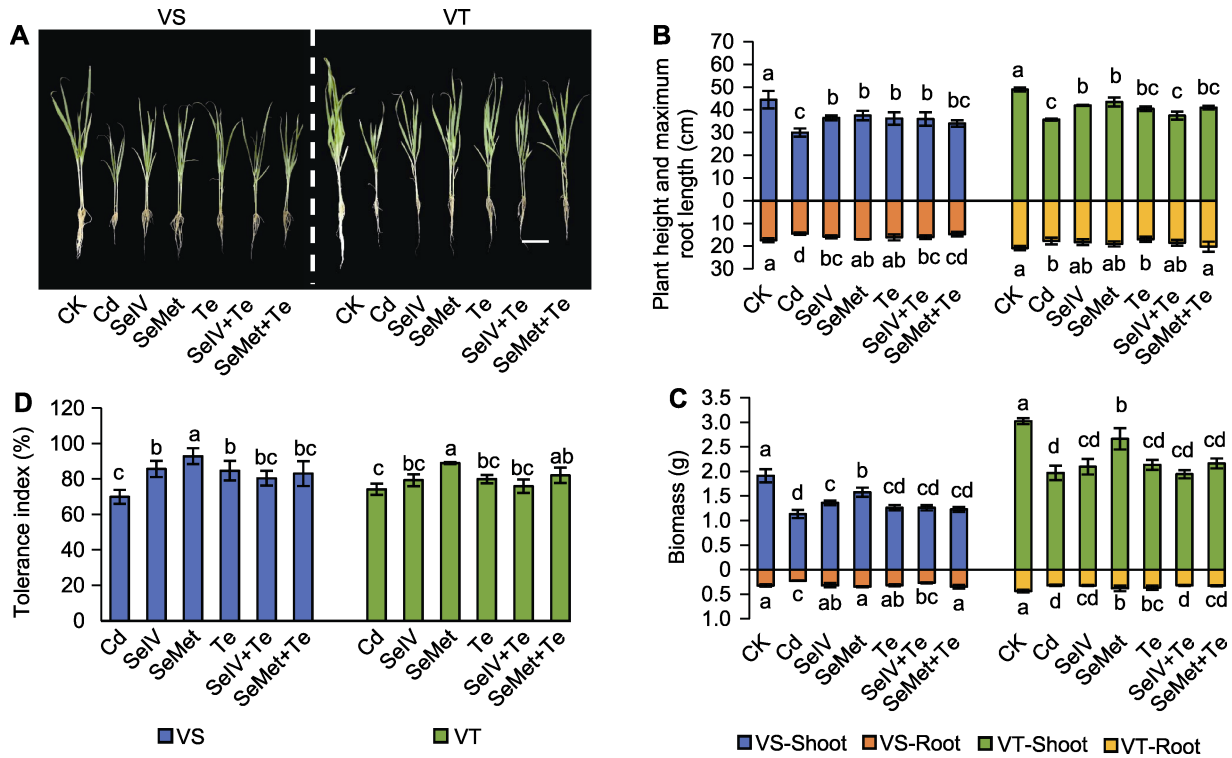 VS
VT
A
CK
Cd
SeIV
SeMet
Te
SeIV+Te
SeMet+Te
CK
Cd
SeIV
SeMet
Te
SeIV+Te
SeMet+Te
B
Plant height and maximum
root length (cm)
70
60
50
40
30
20
10
0
10
20
30
a
c
b
b
b
b
bc
a
c
b
b
bc
c
bc
a
d
bc
ab
ab
bc
cd
a
b
ab
ab
b
ab
a
CK
Cd
SeIV
SeMet
Te
SeIV+Te
SeMet+Te
CK
Cd
SeIV
SeMet
Te
SeIV+Te
SeMet+Te
D
Tolerance index (%)
120
100
80
60
40
20
0
c
b
a
b
bc
bc
c
bc
a
bc
bc
ab
Cd
SeIV
SeMet
Te
SeIV+Te
SeMet+Te
Cd
SeIV
SeMet
Te
SeIV+Te
SeMet+Te
VS
VT
C
Biomass (g)
3.5
3.0
2.5
2.0
1.5
1.0
0.5
0
0.5
1.0
a
d
c
b
cd
cd
cd
a
d
cd
b
cd
cd
cd
a
c
ab
a
ab
bc
a
a
d
cd
b
bc
d
cd
CK
Cd
SeIV
SeMet
Te
SeIV+Te
SeMet+Te
CK
Cd
SeIV
SeMet
Te
SeIV+Te
SeMet+Te
VS-Shoot
VS-Root
VT-Shoot
VT-Root